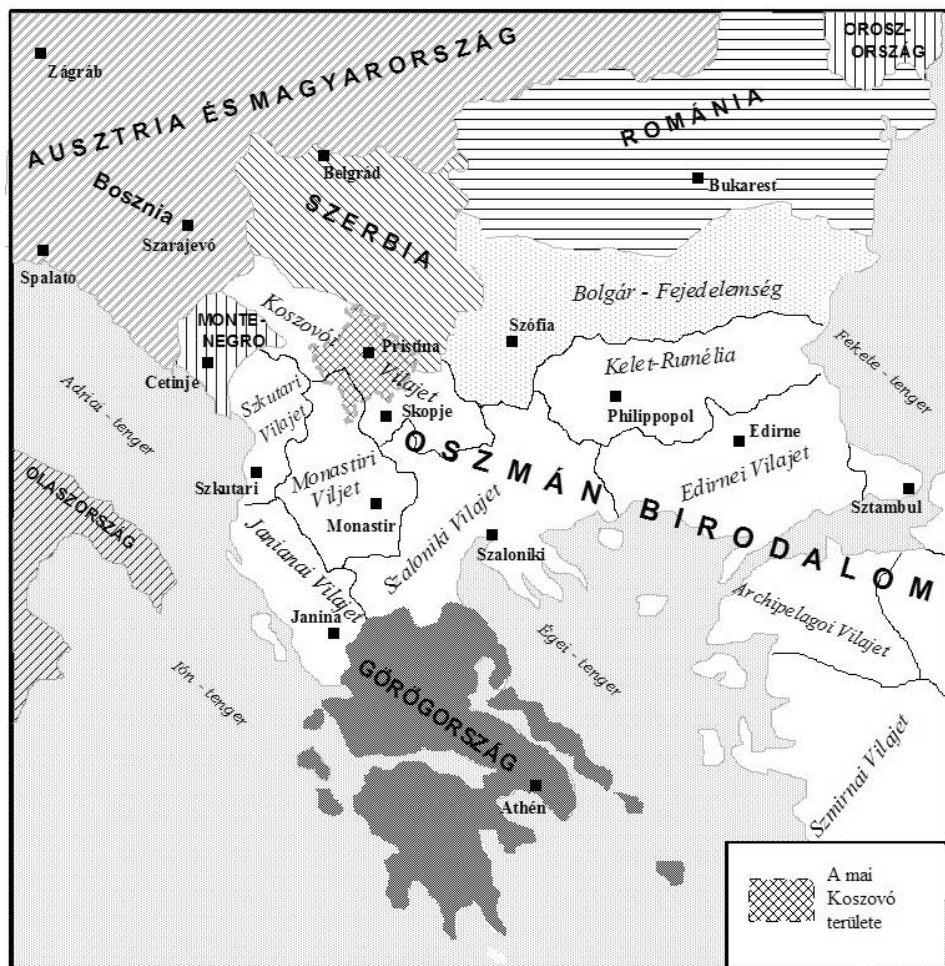 OROSZ-
ORSZÁG
Zágráb
AUSZTRIA ÉS MAGYARORSZÁG
ROMÁNIA
Belgrád
Bukarest
Bosznia
SZERBIA
Szarajevó
Spalato
Bolgár - Fejedelemség
Koszovói
Vilajet
MONTE-
NEGRO
Szófia
Pristina
Kelet-Rumélia
Fekete-tenger
Cetinje
Szkutari
Vilajet
Philippopol
Adriai - tenger
Skopje
Edirne
OSZMÁN BIRODALOM
Monastiri
Viljet
Edirnei Vilajet
Szkutari
OLASZORSZÁG
Monastir
Szaloniki Vilajet
Sztambul
Szaloniki
Janianai Vilajet
Janina
Archipelagoi Vilajet
Égei - tenger
Jón - tenger
GÖRÖGORSZÁG
Szmirnai Vilajet
Athén
A mai
Koszovó
területe